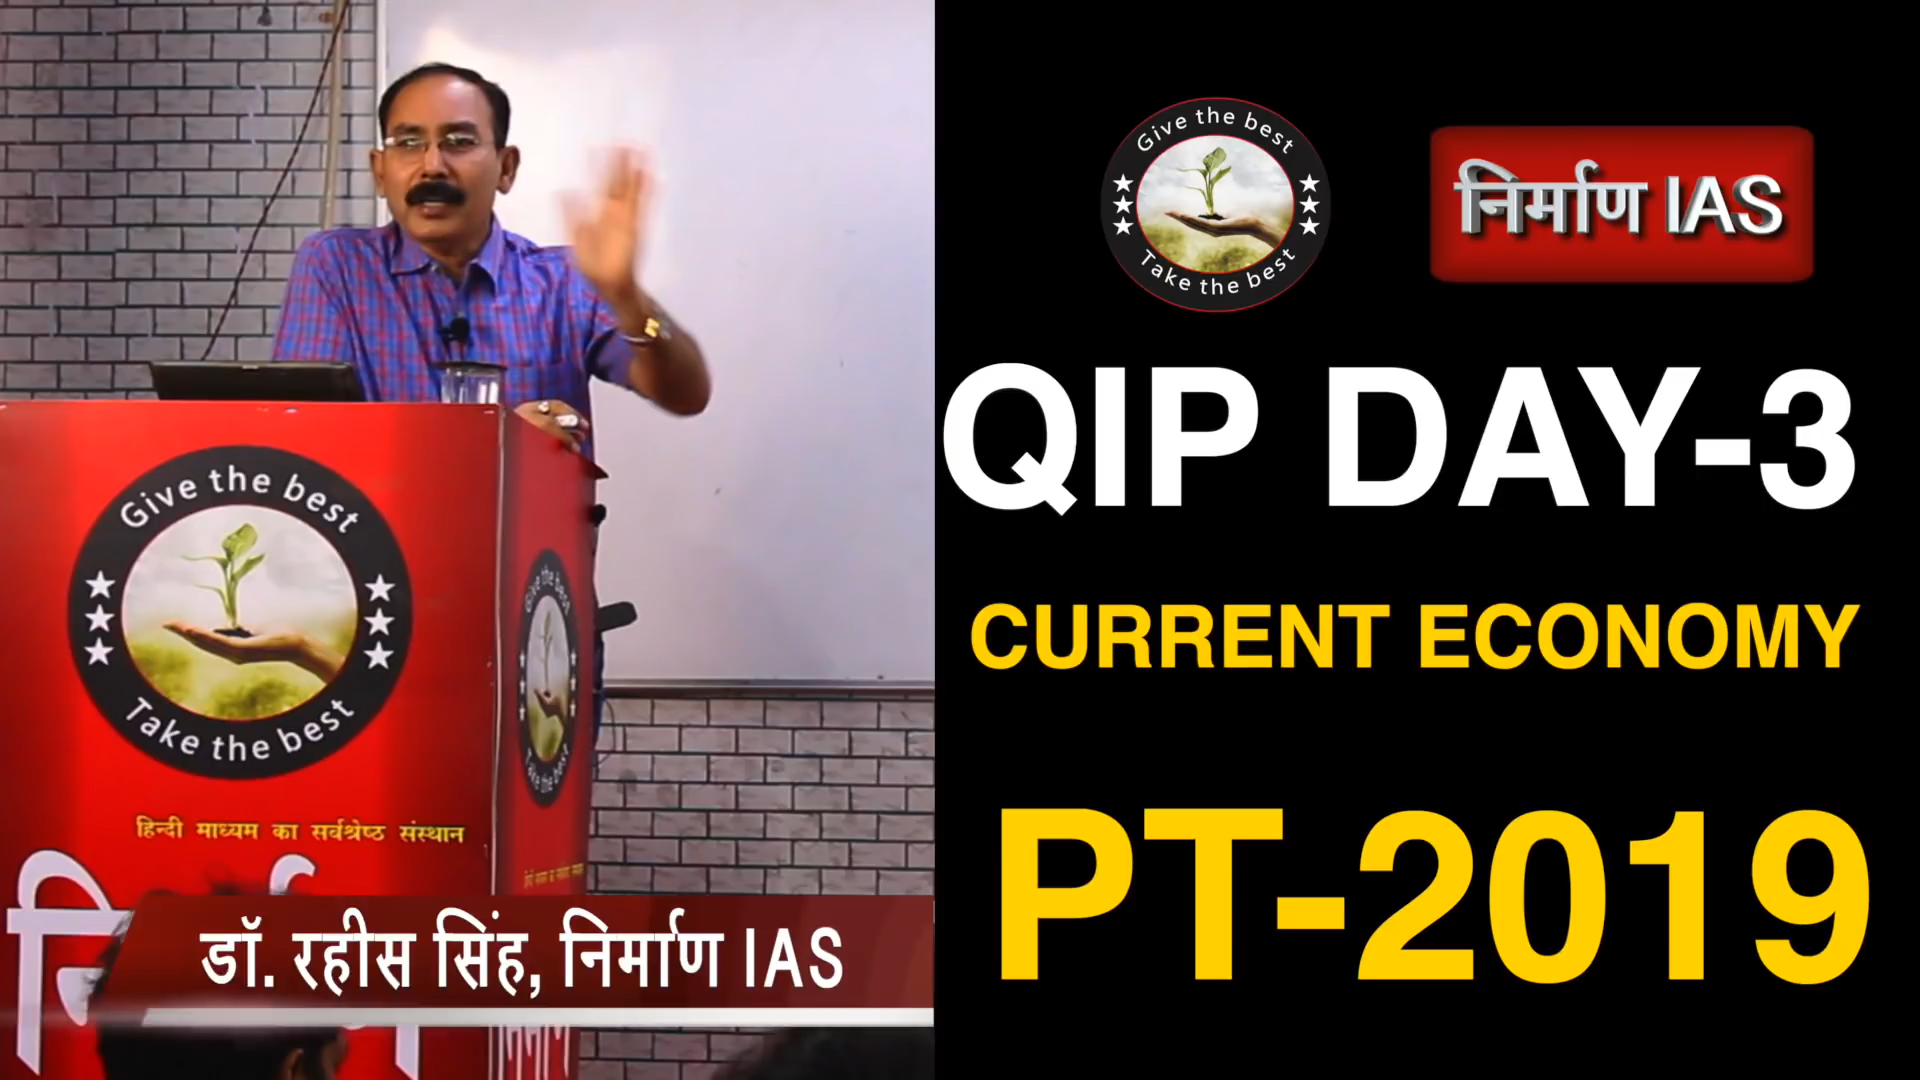 Give the best
Take the best
हिन्दी माध्यम का सर्वश्रेष्ठ संस्थान
डॉ. रहीस सिंह, निर्माण IAS
Give the best
Take the best
निर्माण IAS
QIP DAY-3
CURRENT ECONOMY
PT-2019